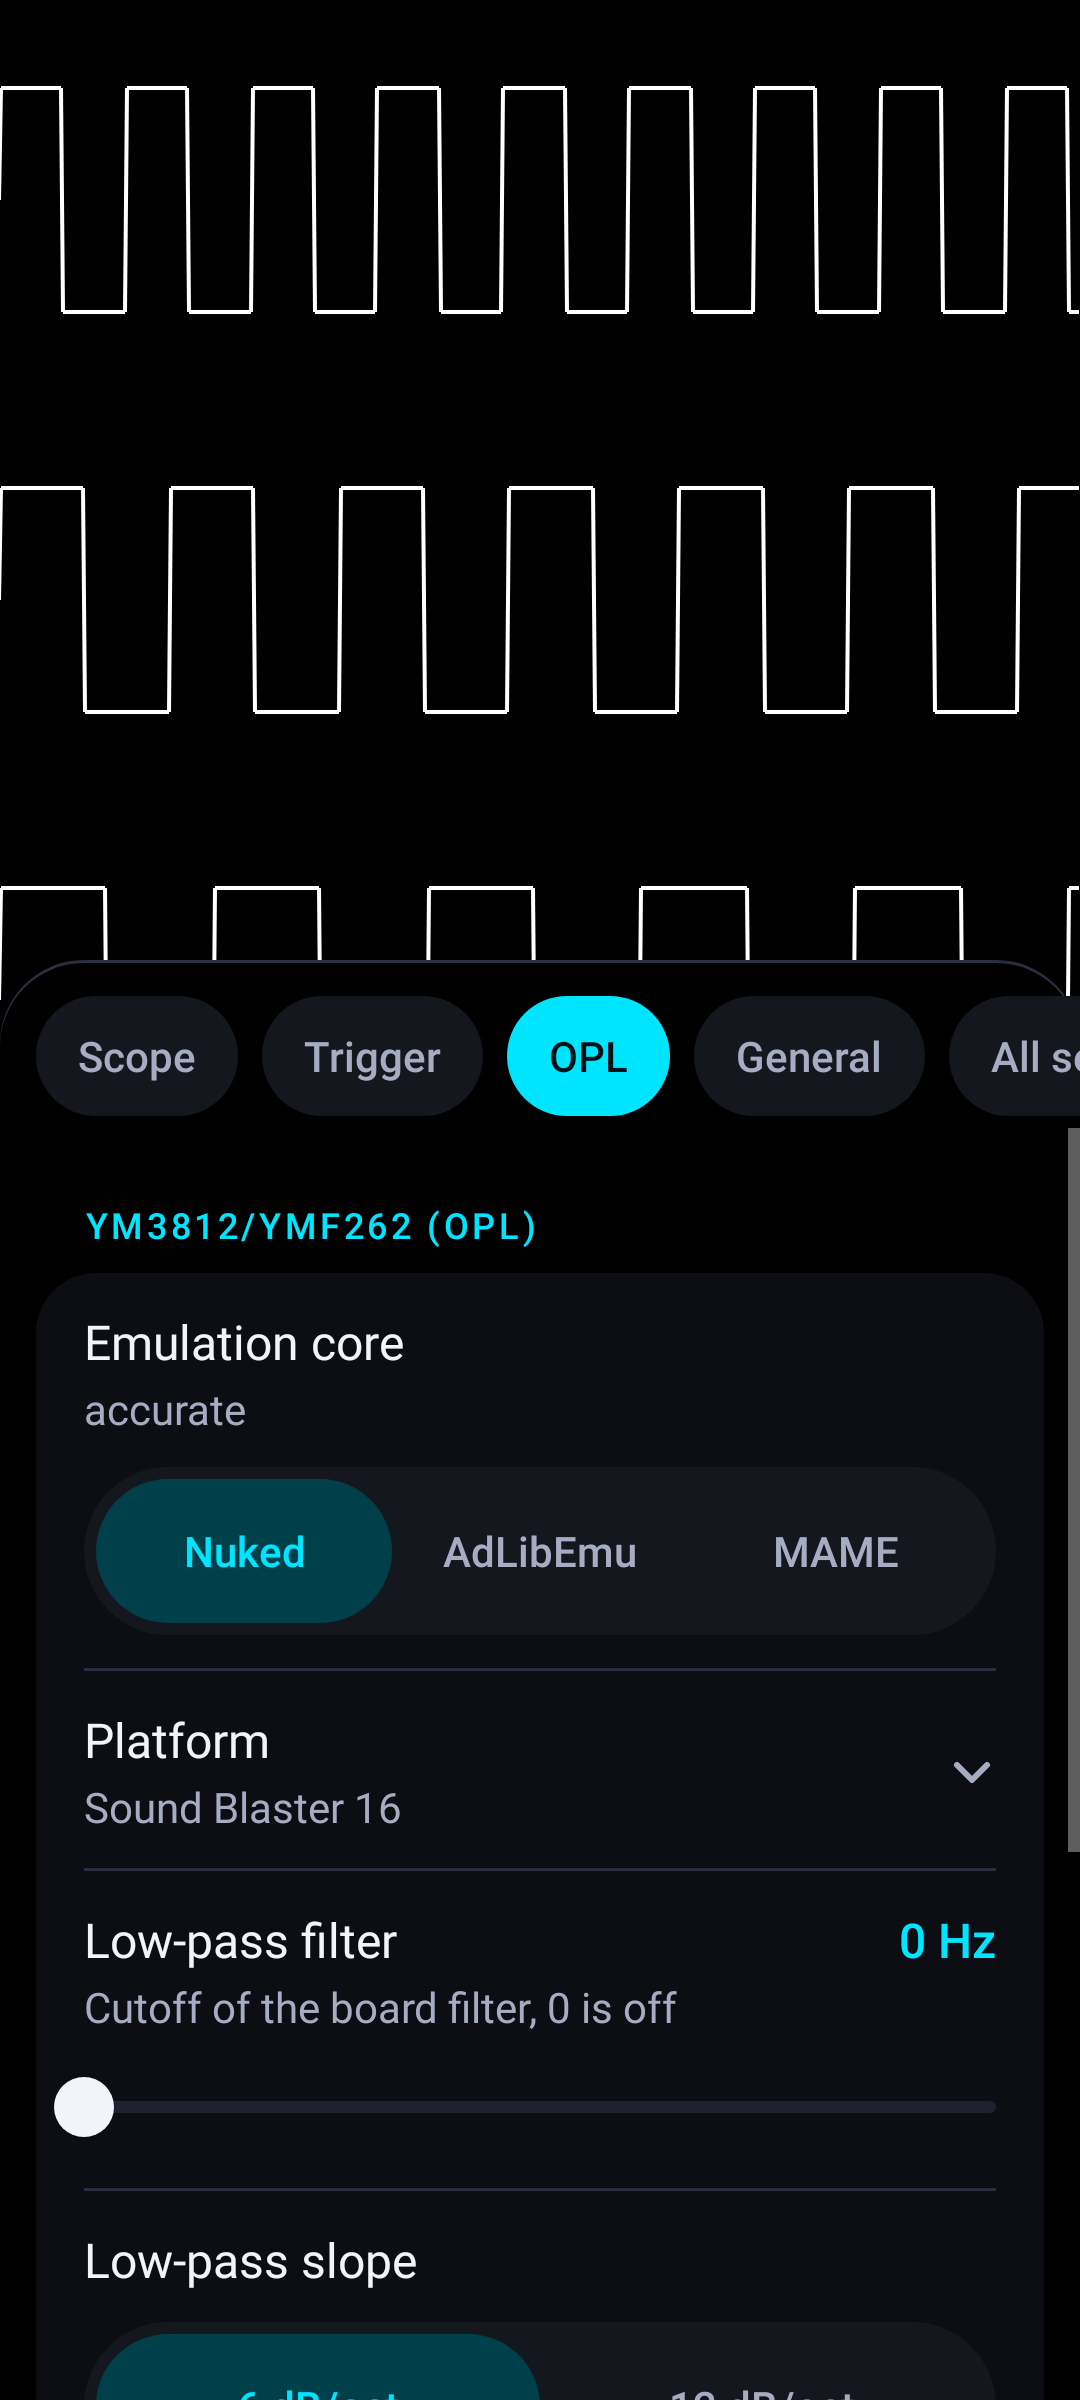 Scope Trigger OPL General All
YM3812/YMF262 (OPL)
Emulation core
accurate
Nuked AdLibEmu MAME
Platform
Sound Blaster 16
Low-pass filter 0 Hz
Cutoff of the board filter, 0 is off
Low-pass slope